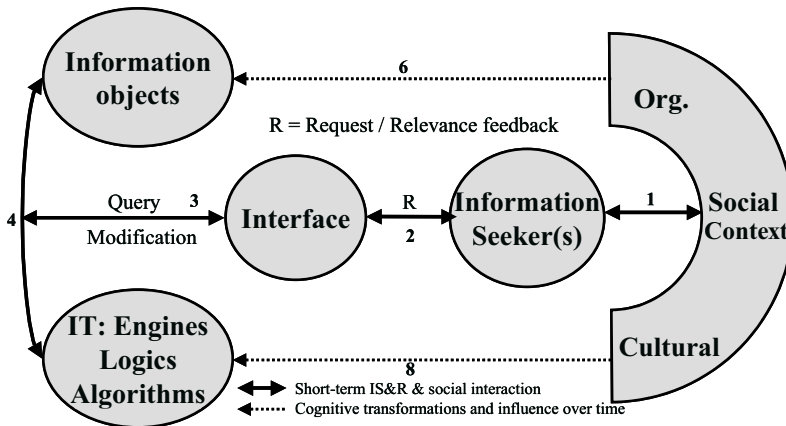 Information
objects
6
Org.
R = Request / Relevance feedback
4
Query
3
Modification
Interface
R
2
Information
Seeker(s)
1
Social
Context
IT: Engines
Logics
Algorithms
8
Cultural
Short-term IS&R & social interaction
Cognitive transformations and influence over time